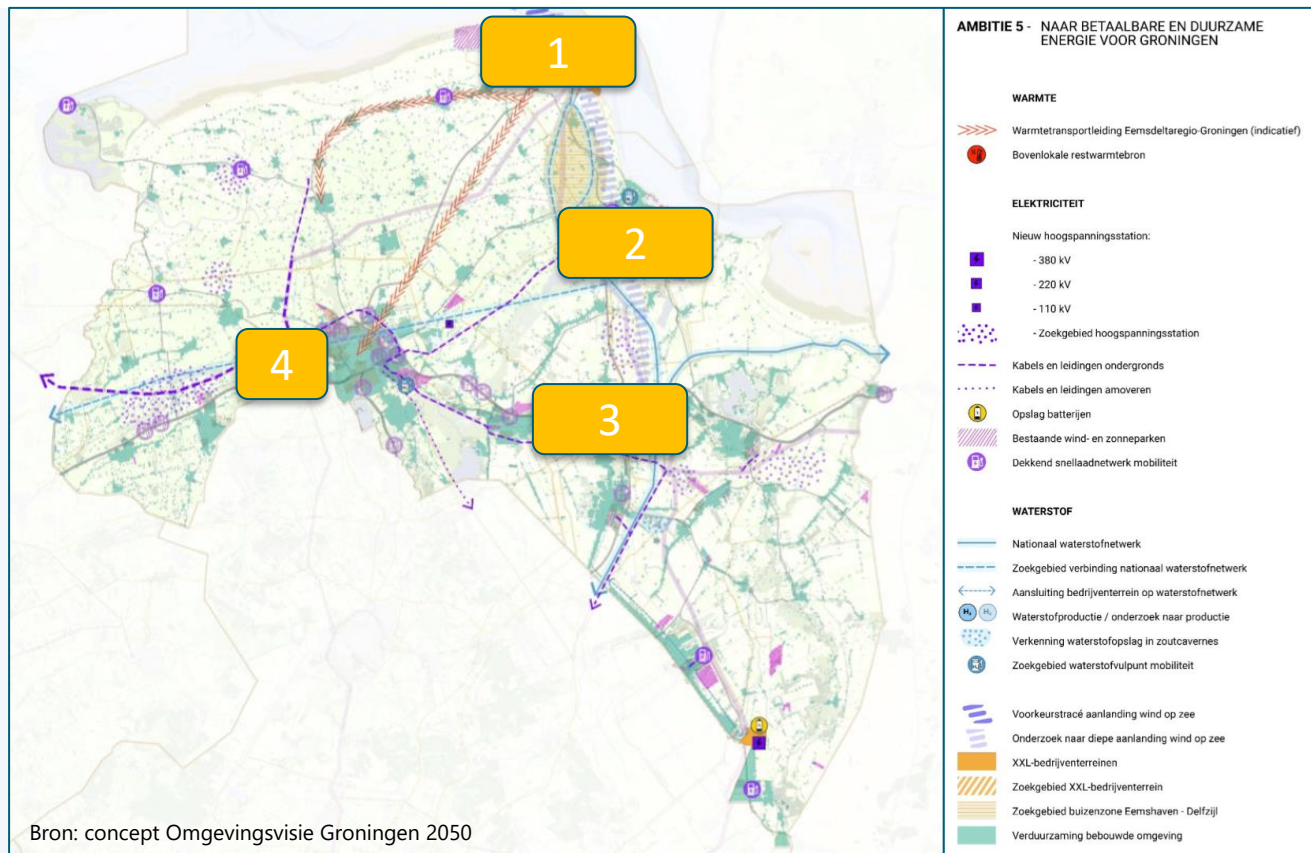 1
2
3
4
Bron: concept Omgevingsvisie Groningen 2050
AMBITIE 5 - NAAR BETAALBARE EN DUURZAME
ENERGIE VOOR GRONINGEN
WARMTE
Warmtetransportleiding Eemsdeltaregio-Groningen (indicatief)
Bovenlokale restwarmtebron
ELEKTRICITEIT
Nieuw hoogspanningsstation:
- 380 kV
- 220 kV
- 110 kV
- Zoekgebied hoogspanningsstation
Kabels en leidingen ondergronds
Kabels en leidingen amoveren
Opslag batterijen
Bestaande wind- en zonneparken
Dekkend snellaadnetwerk mobiliteit
WATERSTOF
Nationaal waterstofnetwerk
Zoekgebied verbinding nationaal waterstofnetwerk
Aansluiting bedrijventerrein op waterstofnetwerk
H₂ H₂ Waterstofproductie / onderzoek naar productie
Verkenning waterstofopslag in zoutcavernes
Zoekgebied waterstofvulpunt mobiliteit
Voorkeurstracé aanlanding wind op zee
Onderzoek naar diepe aanlanding wind op zee
XXL-bedrijventerreinen
Zoekgebied XXL-bedrijventerrein
Zoekgebied buizenzone Eemshaven - Delfzijl
Verduurzaming bebouwde omgeving